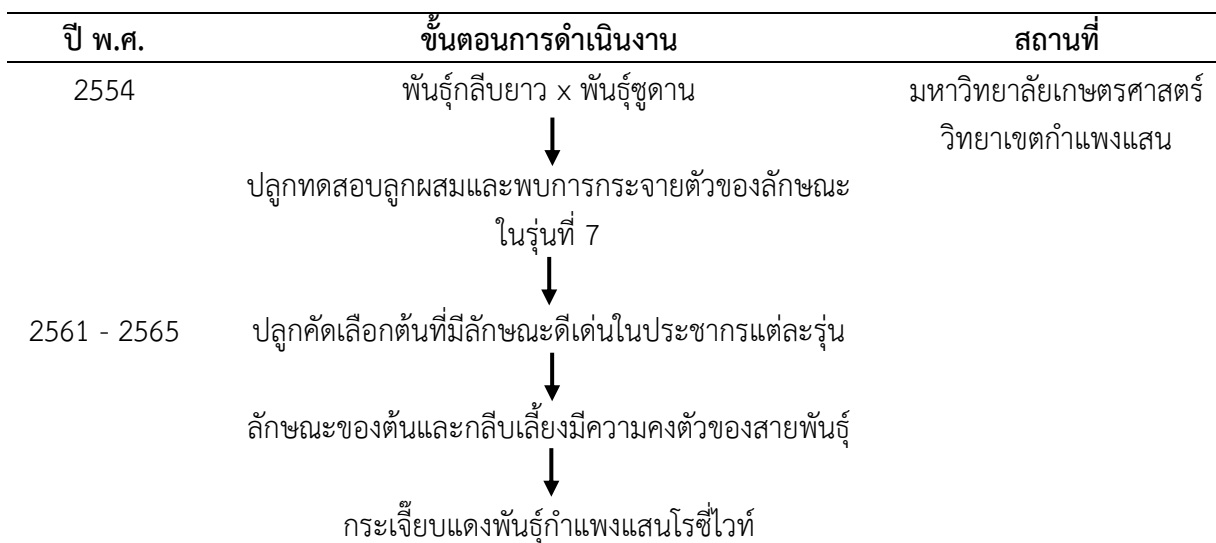 ปี พ.ศ. ขั้นตอนการดำเนินงาน สถานที่
2554 พันธุ์กลีบยาว x พันธุ์ซูดาน มหาวิทยาลัยเกษตรศาสตร์
วิทยาเขตกำแพงแสน
ปลูกทดสอบลูกผสมและพบการกระจายตัวของลักษณะ
ในรุ่นที่ 7
2561 - 2565 ปลูกคัดเลือกต้นที่มีลักษณะดีเด่นในประชากรแต่ละรุ่น
ลักษณะของต้นและกลีบเลี้ยงมีความคงตัวของสายพันธุ์
กระเจี๊ยบแดงพันธุ์กำแพงแสนโรซี่ไวท์